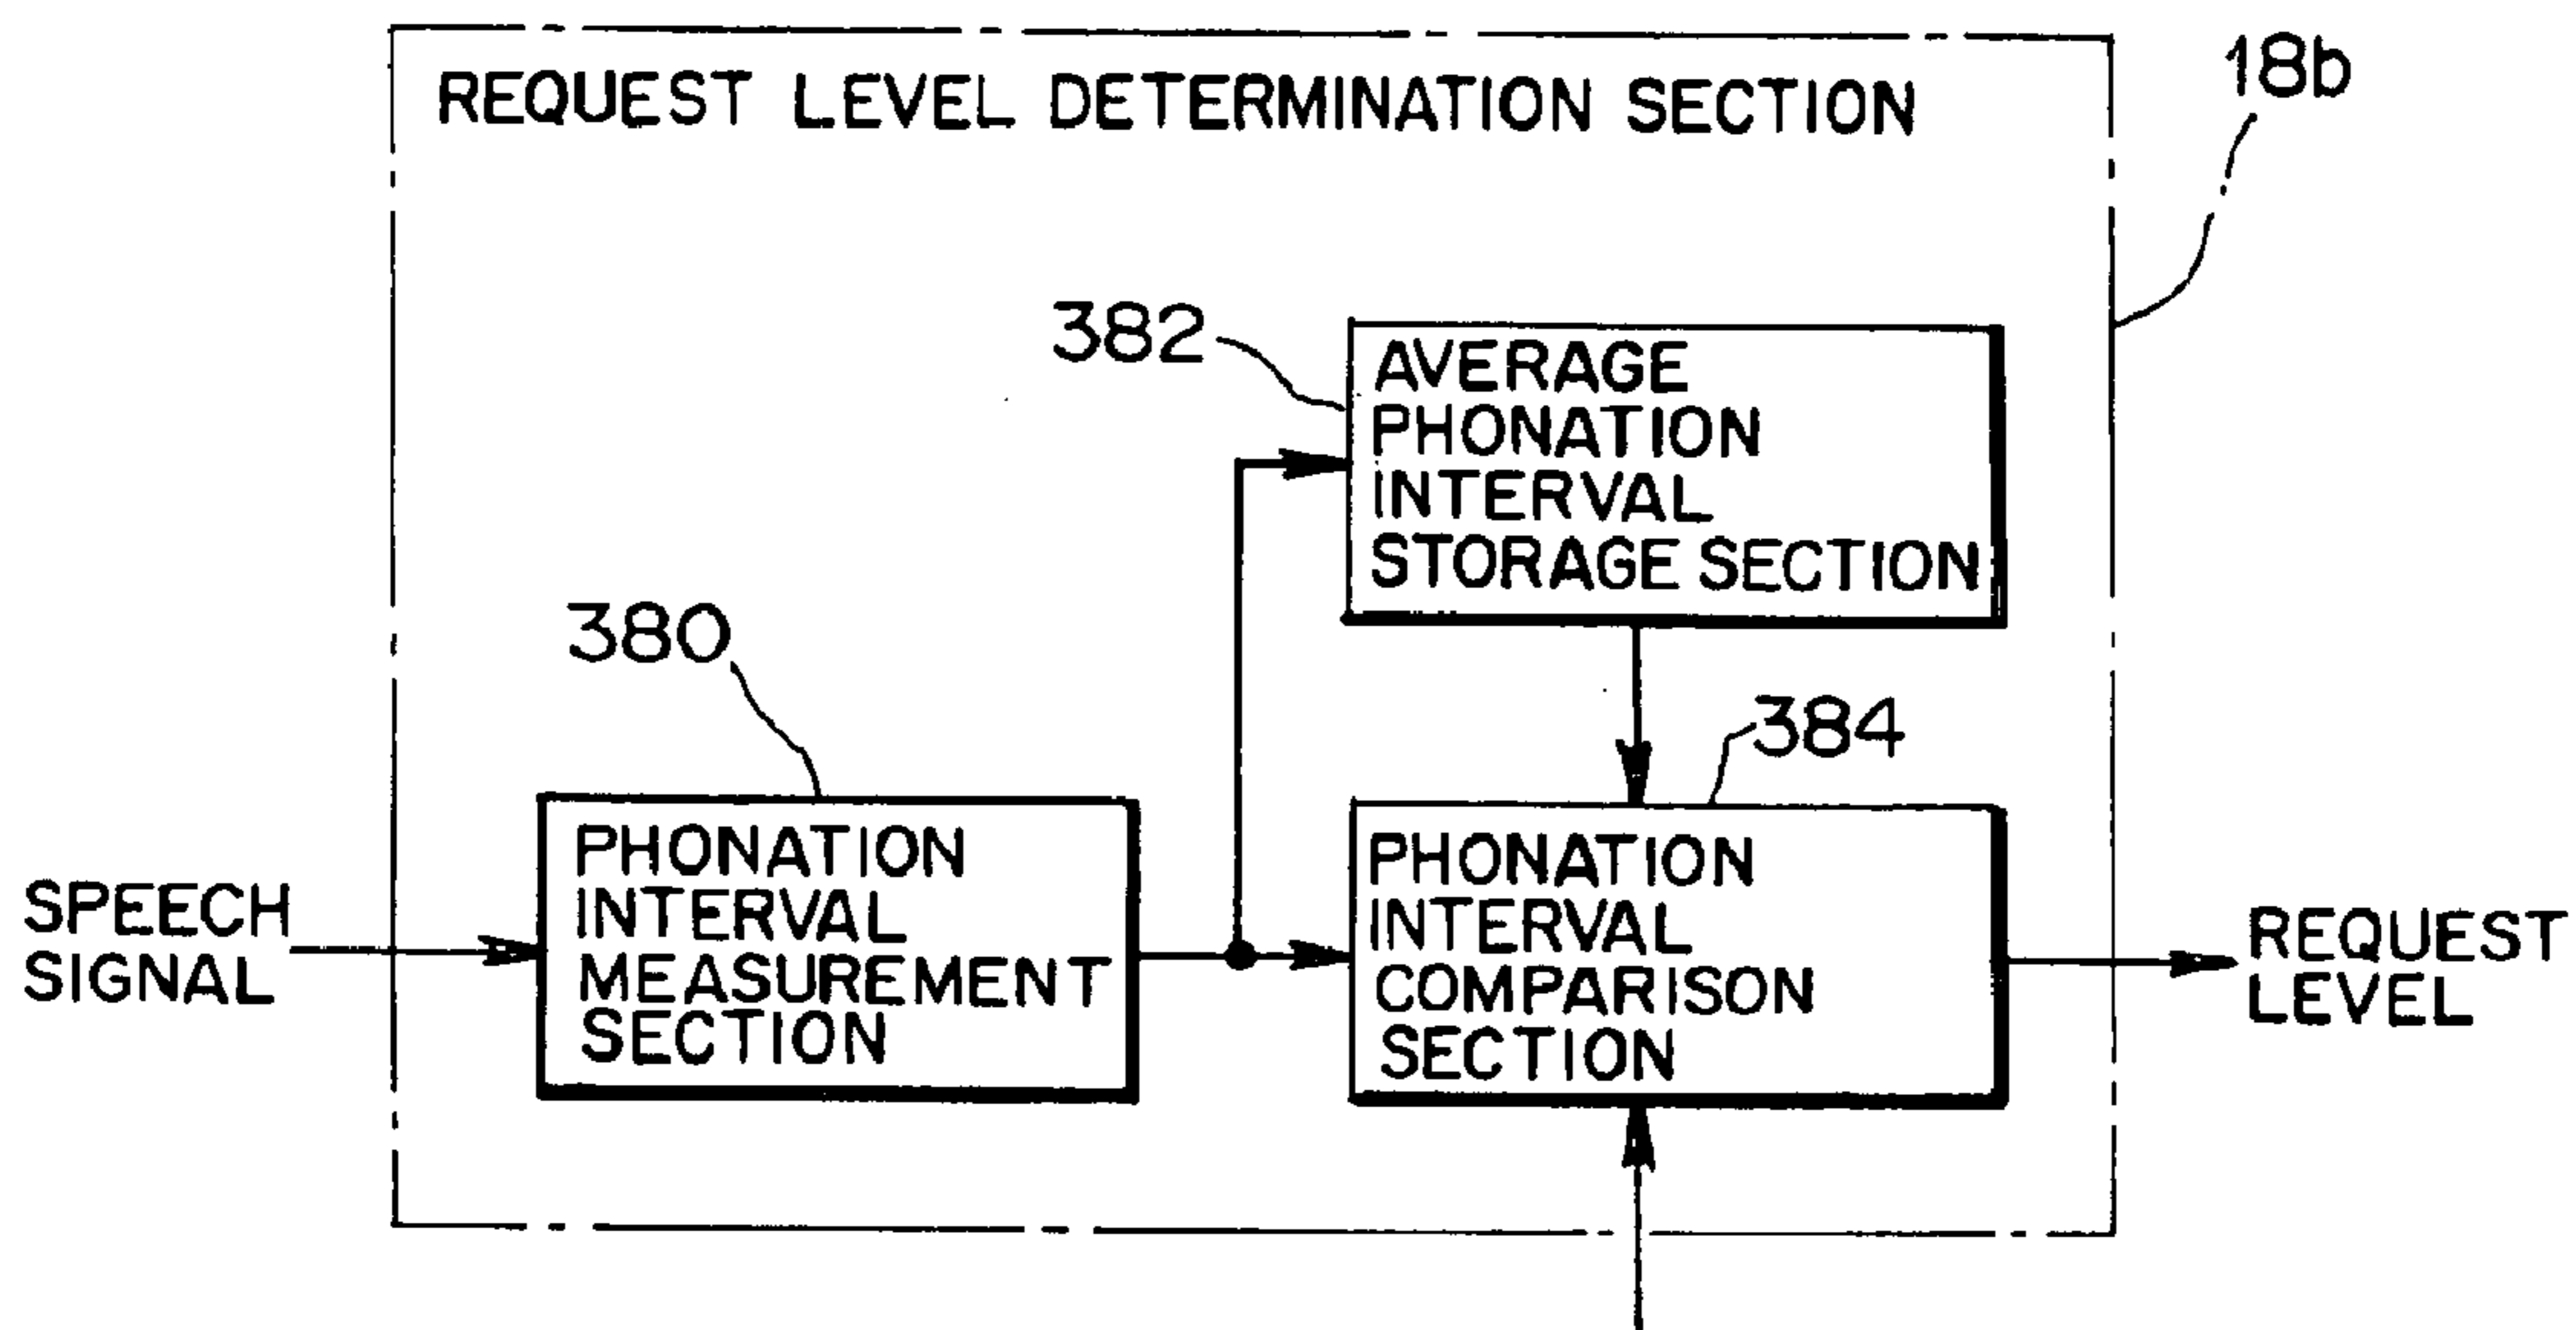 REQUEST LEVEL DETERMINATION SECTION
18b
382
AVERAGE
PHONATION
INTERVAL
STORAGE SECTION
380
384
PHONATION
INTERVAL
MEASUREMENT
SECTION
PHONATION
INTERVAL
COMPARISON
SECTION
SPEECH
SIGNAL
REQUEST
LEVEL